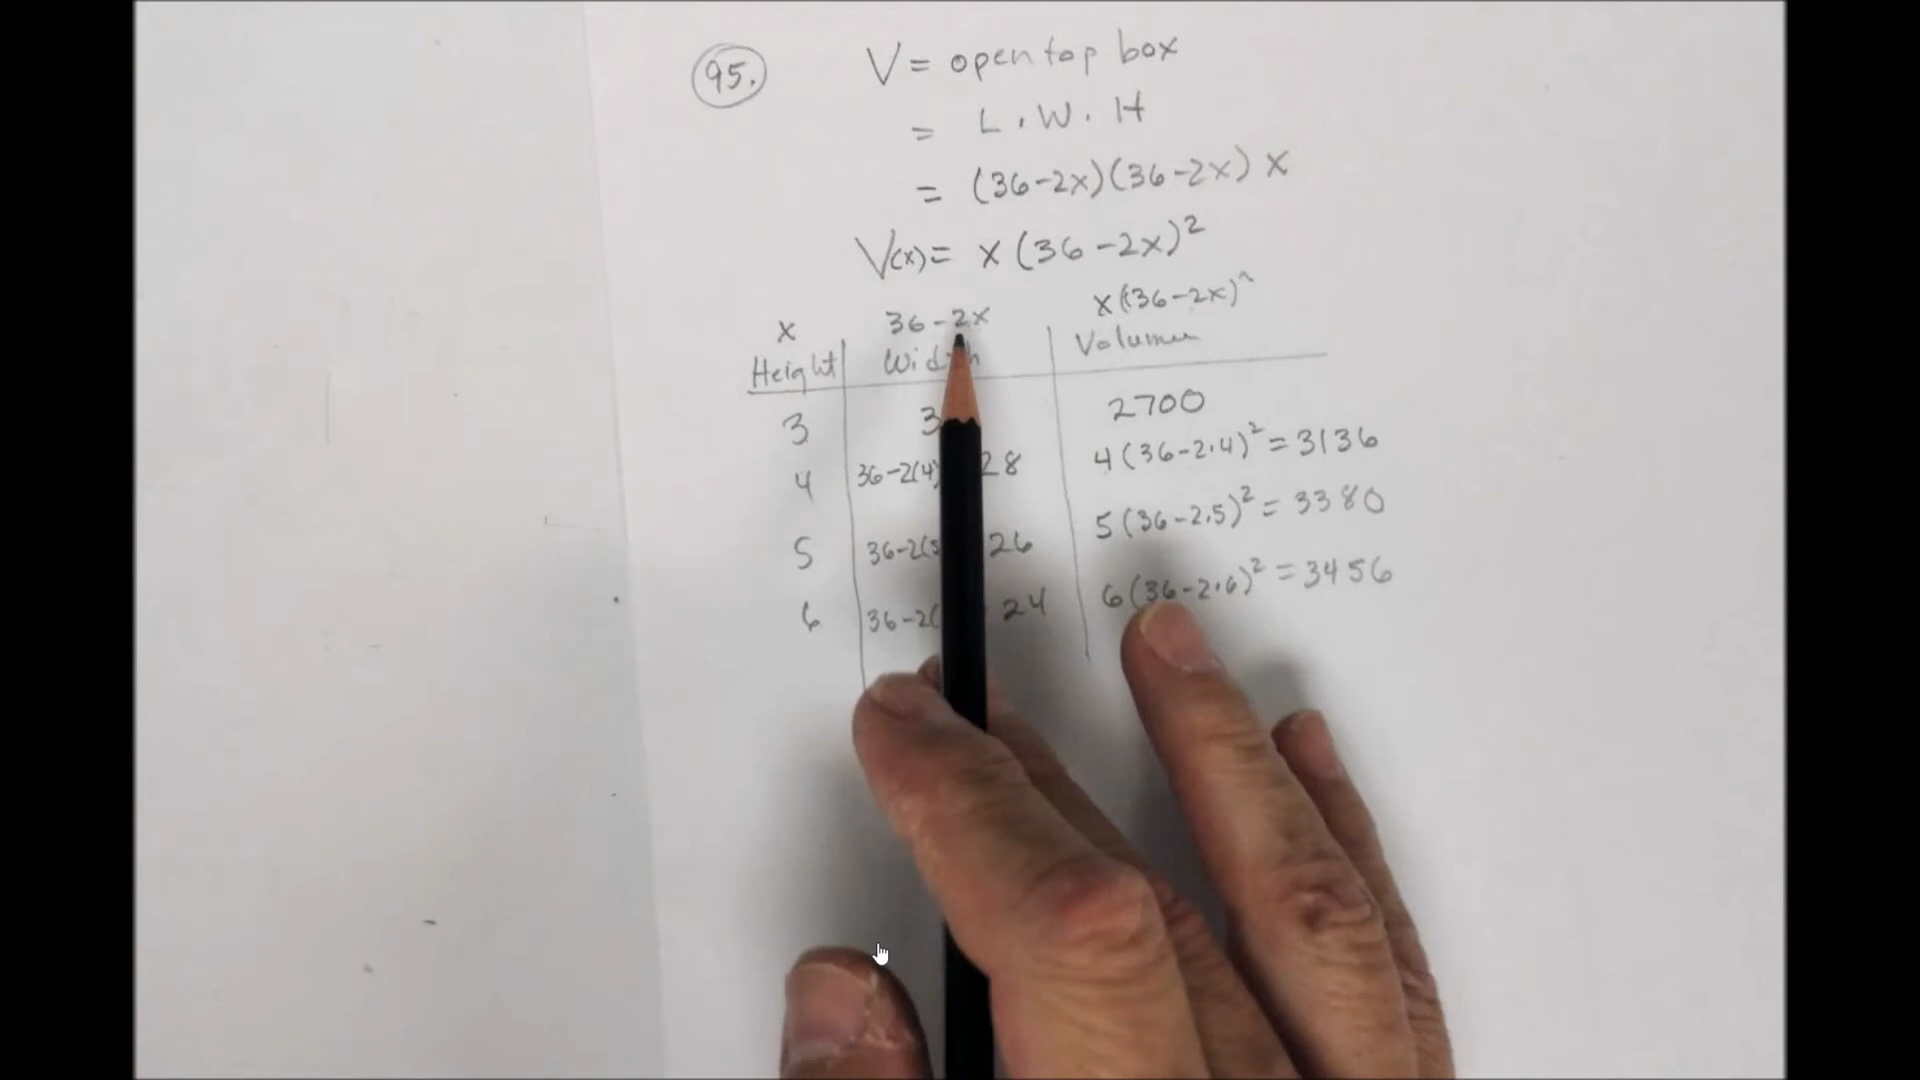 95. V = open top box
= L . W . H
= (36-2x)(36-2x) x
V(x) = x (36-2x)²
x 36-2x x(36-2x)²
Height Width Volume
3 3 2700
4 36-2(4) 28 4(36-2·4)² = 3136
5 36-2(5 26 5(36-2·5)² = 3380
6 36-2( 24 6(36-2·6)² = 3456